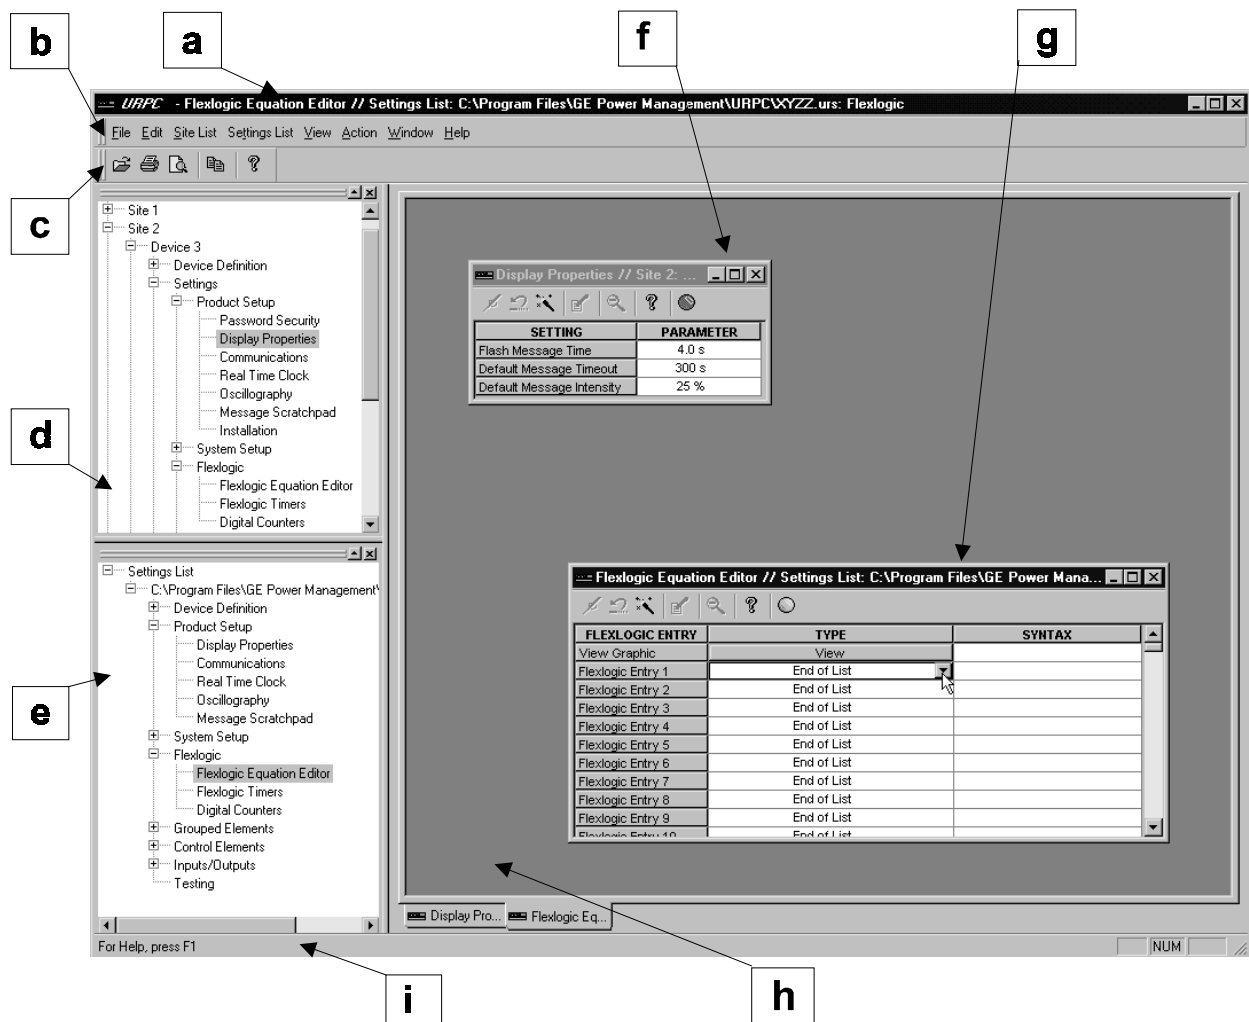 b
a
f
g
URPC - Flexlogic Equation Editor // Settings List: C:\Program Files\GE Power Management\URPC\XYZZ.urs: Flexlogic
File Edit Site List Settings List View Action Window Help
c
Site 1
Site 2
Device 3
Device Definition
Settings
Product Setup
Password Security
Display Properties
Communications
Real Time Clock
Oscillography
Message Scratchpad
Installation
System Setup
Flexlogic
Flexlogic Equation Editor
Flexlogic Timers
Digital Counters
d
Display Properties // Site 2: ...
SETTING PARAMETER
Flash Message Time 4.0 s
Default Message Timeout 300 s
Default Message Intensity 25 %
Settings List
C:\Program Files\GE Power Management\
Device Definition
Product Setup
Display Properties
Communications
Real Time Clock
Oscillography
Message Scratchpad
System Setup
Flexlogic
Flexlogic Equation Editor
Flexlogic Timers
Digital Counters
Grouped Elements
Control Elements
Inputs/Outputs
Testing
e
Flexlogic Equation Editor // Settings List: C:\Program Files\GE Power Mana...
FLEXLOGIC ENTRY TYPE SYNTAX
View Graphic View
Flexlogic Entry 1 End of List
Flexlogic Entry 2 End of List
Flexlogic Entry 3 End of List
Flexlogic Entry 4 End of List
Flexlogic Entry 5 End of List
Flexlogic Entry 6 End of List
Flexlogic Entry 7 End of List
Flexlogic Entry 8 End of List
Flexlogic Entry 9 End of List
Flexlogic Entry 10 End of List
Display Pro... Flexlogic Eq...
For Help, press F1 NUM
i
h